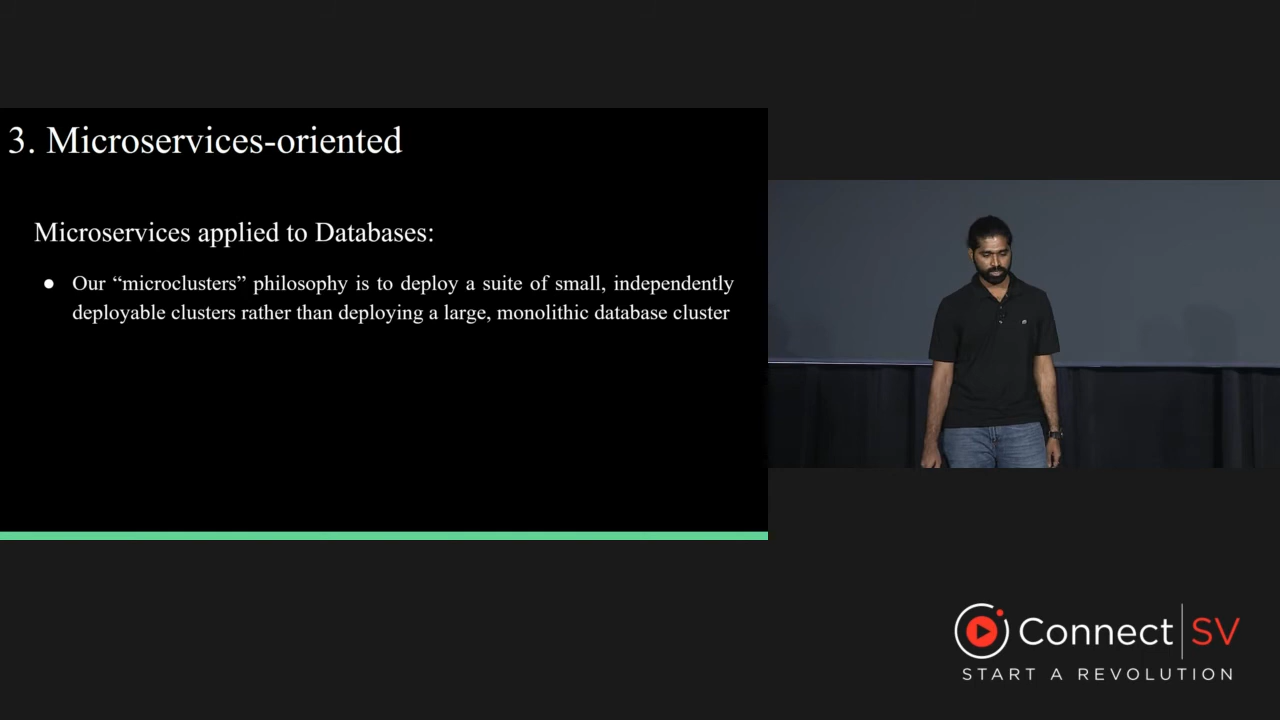 3. Microservices-oriented
Microservices applied to Databases:
● Our “microclusters” philosophy is to deploy a suite of small, independently
deployable clusters rather than deploying a large, monolithic database cluster
Connect SV
START A REVOLUTION